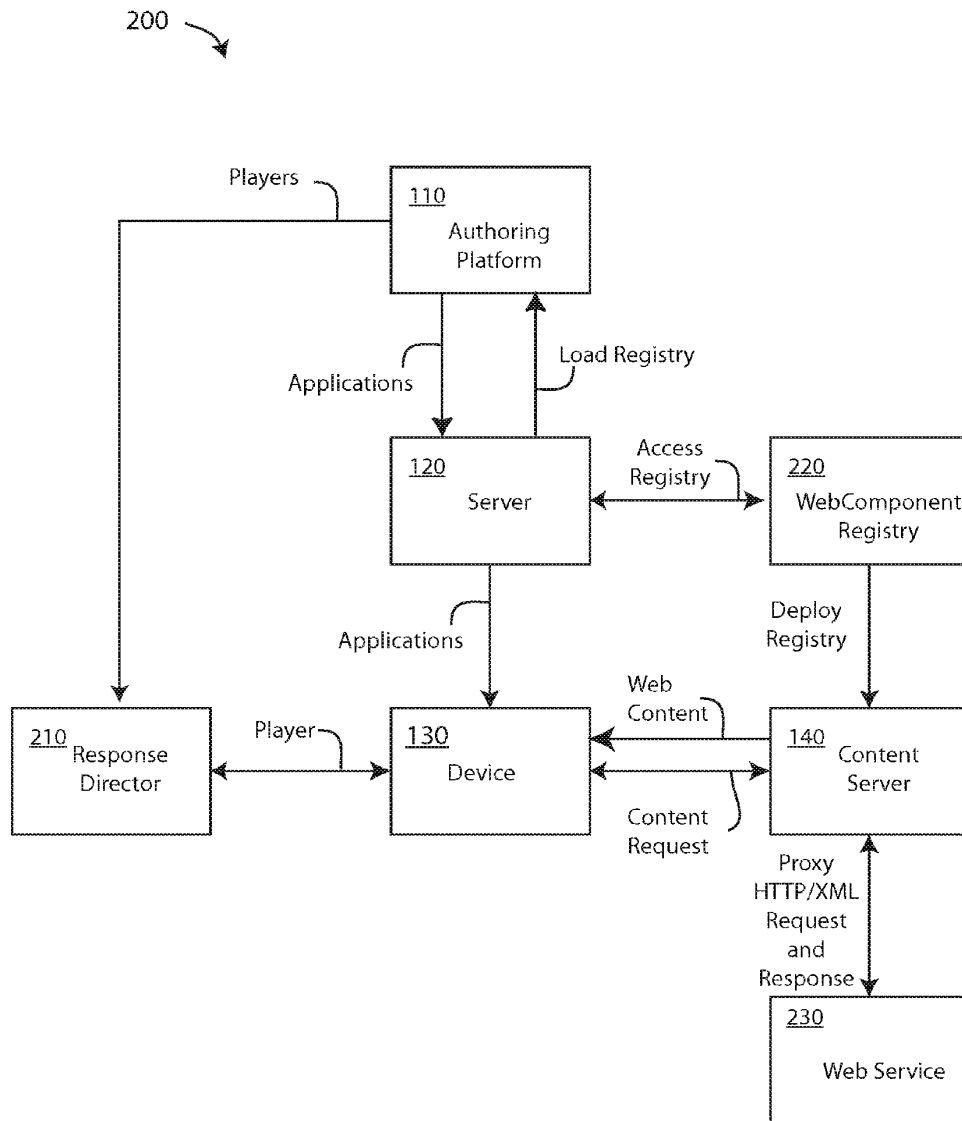 200
Players
110
Authoring
Platform
Applications
Load Registry
120
Server
Access
Registry
220
WebComponent
Registry
Applications
Deploy
Registry
210
Response
Director
Player
130
Device
Web
Content
Content
Request
140
Content
Server
Proxy
HTTP/XML
Request
and
Response
230
Web Service